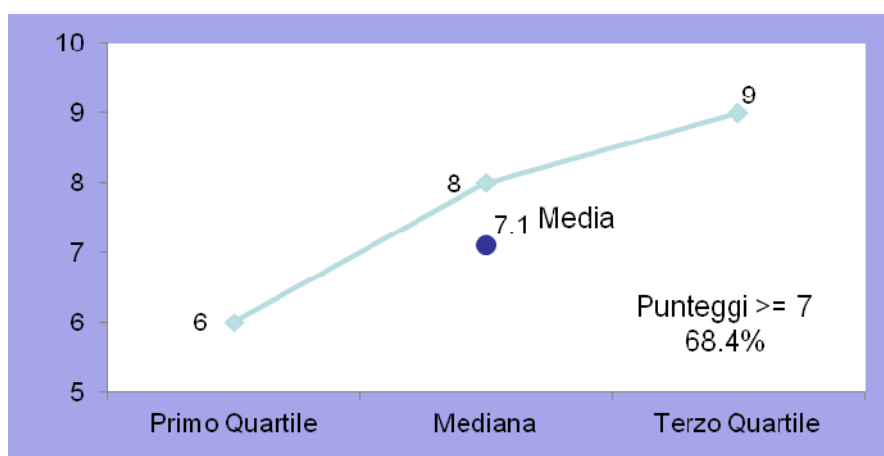 10
9
9
8
8
7.1 Media
7
Punteggi >= 7
68.4%
6
6
5
Primo Quartile
Mediana
Terzo Quartile